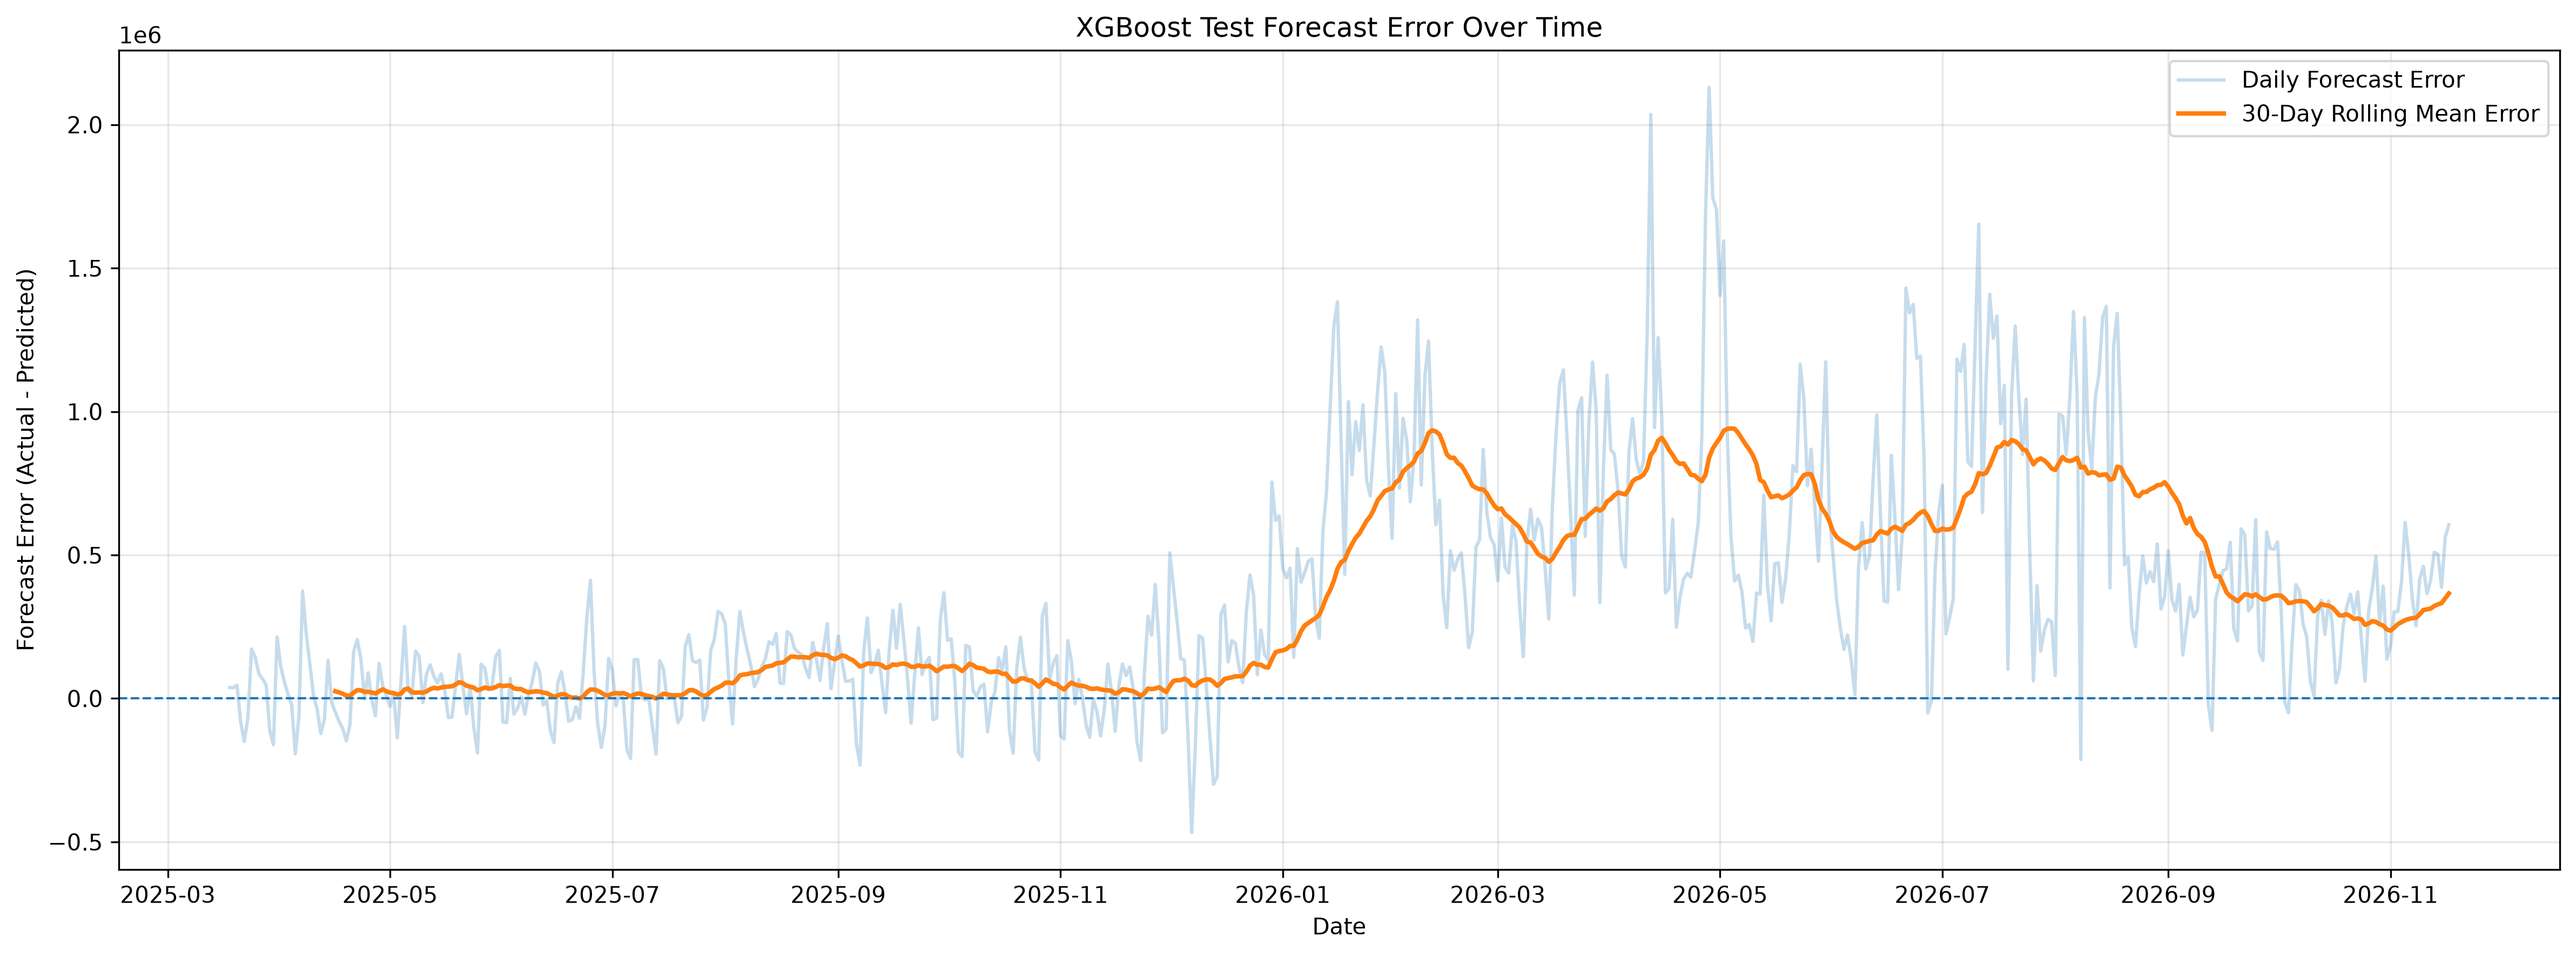 XGBoost Test Forecast Error Over Time
1e6
Daily Forecast Error
30-Day Rolling Mean Error
Forecast Error (Actual - Predicted)
2.0
1.5
1.0
0.5
0.0
−0.5
2025-03 2025-05 2025-07 2025-09 2025-11 2026-01 2026-03 2026-05 2026-07 2026-09 2026-11
Date